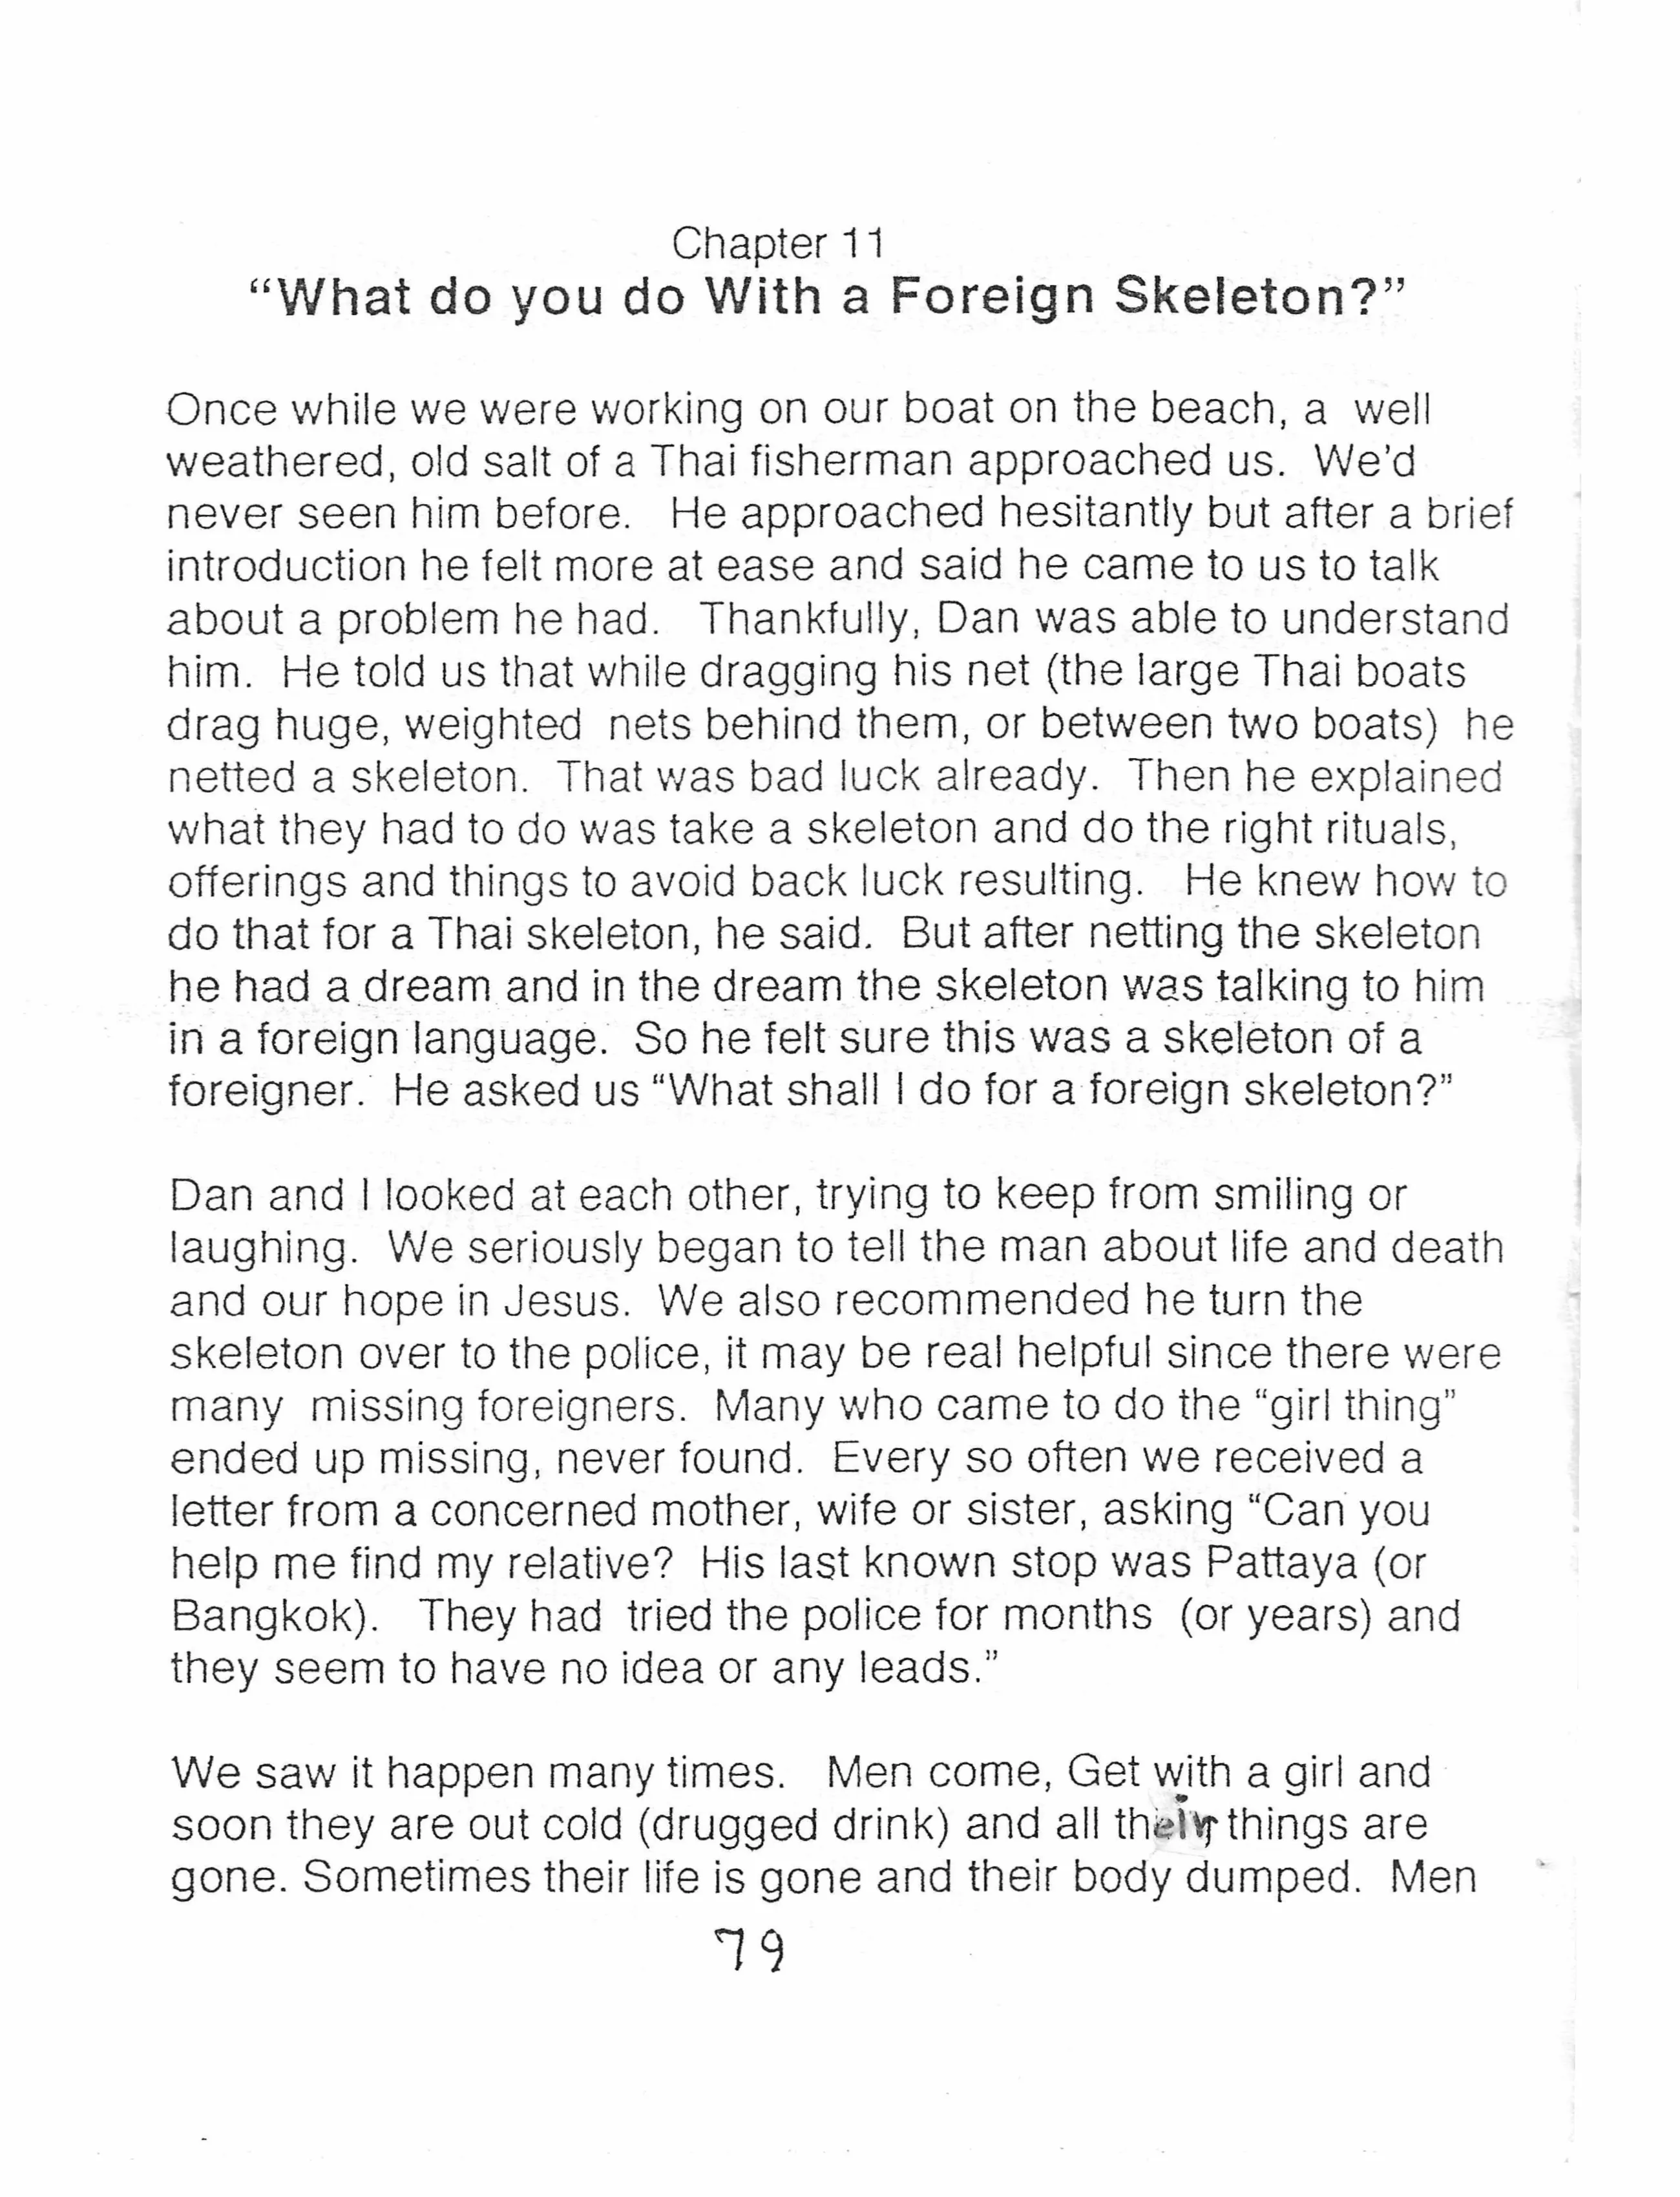 Chapter 11
“What do you do With a Foreign Skeleton?”
Once while we were working on our boat on the beach, a well
weathered, old salt of a Thai fisherman approached us. We'd
never seen him before. He approached hesitantly but after a brief
introduction he felt more at ease and said he came to us to talk
about a problem he had. Thankfully, Dan was able to understand
him. He told us that while dragging his net (the large Thai boats
drag huge, weighted nets behind them, or between two boats) he
netted a skeleton. That was bad luck already. Then he explained
what they had to do was take a skeleton and do the right rituals,
offerings and things to avoid back luck resulting. He knew how to
do that for a Thai skeleton, he said. But after netting the skeleton
he had a dream and in the dream the skeleton was talking to him
in a foreign language. So he felt sure this was a skeleton of a
foreigner. He asked us “What shall I do for a foreign skeleton?”
Dan and I looked at each other, trying to keep from smiling or
laughing. We seriously began to tell the man about life and death
and our hope in Jesus. We also recommended he turn the
skeleton over to the police, it may be real helpful since there were
many missing foreigners. Many who came to do the “girl thing”
ended up missing, never found. Every so often we received a
letter from a concerned mother, wife or sister, asking “Can you
help me find my relative? His last known stop was Pattaya (or
Bangkok). They had tried the police for months (or years) and
they seem to have no idea or any leads.”
We saw it happen many times. Men come, Get with a girl and
soon they are out cold (drugged drink) and all their things are
gone. Sometimes their life is gone and their body dumped. Men
79